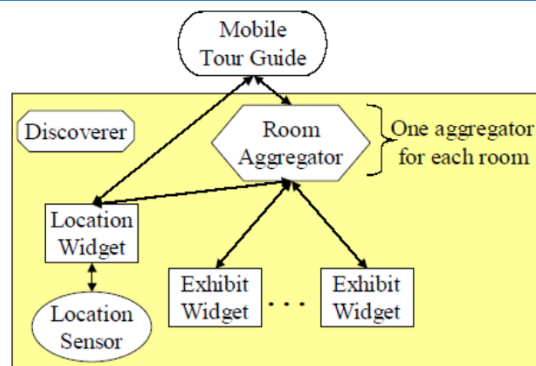 Mobile
Tour Guide
Discoverer
Room
Aggregator
One aggregator
for each room
Location
Widget
Exhibit
Widget
...
Exhibit
Widget
Location
Sensor